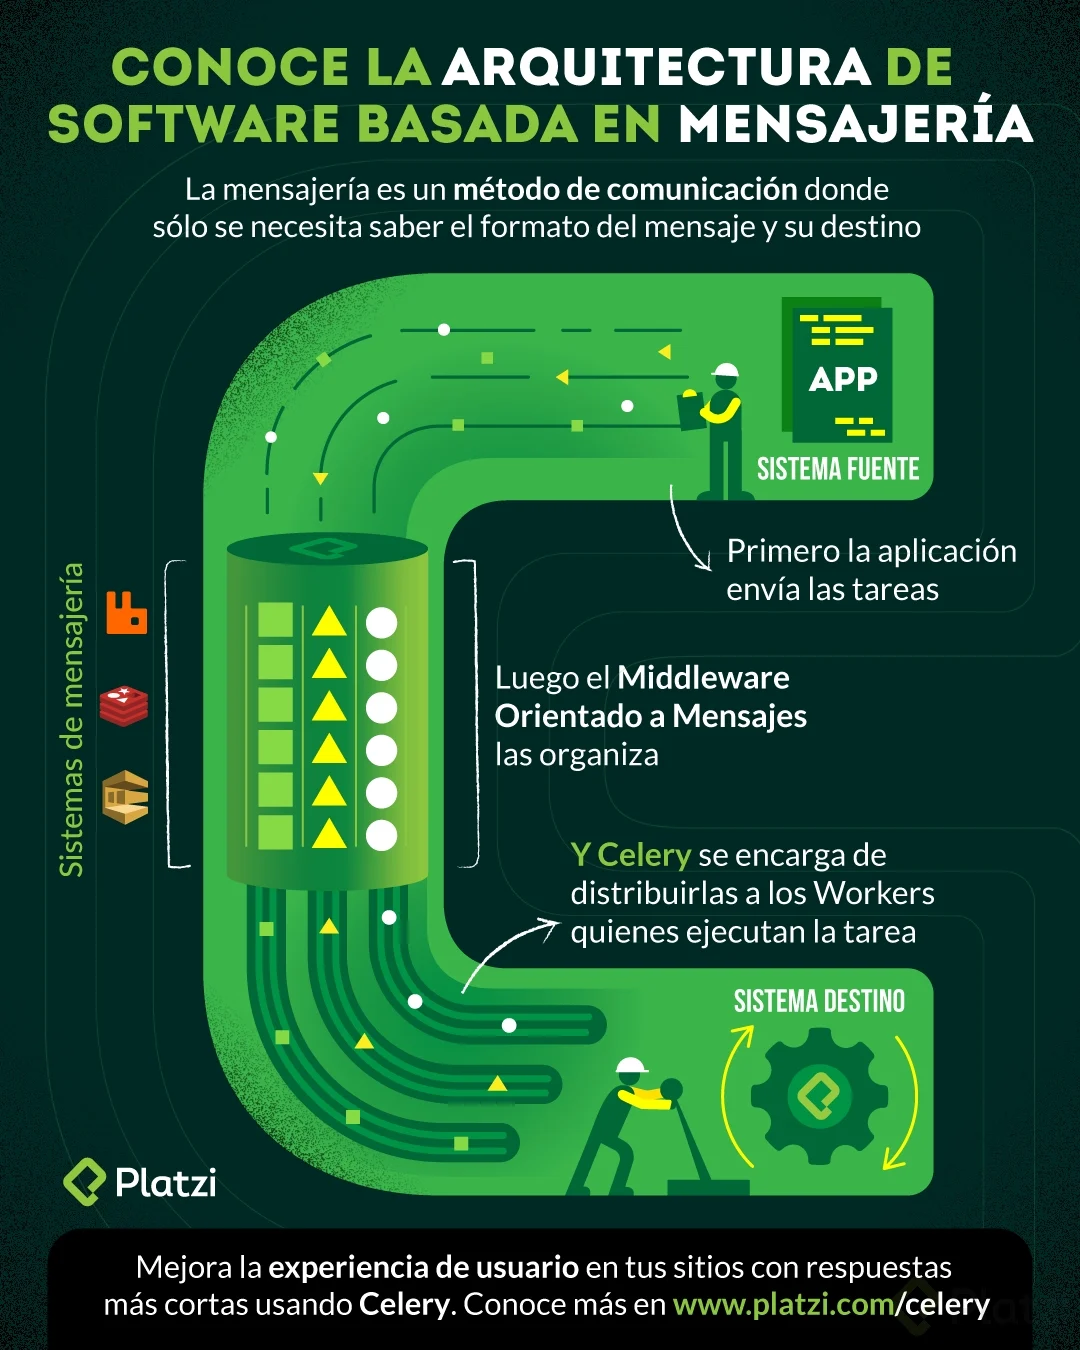 CONOCE LA ARQUITECTURA DE
SOFTWARE BASADA EN MENSAJERÍA
La mensajería es un método de comunicación donde
sólo se necesita saber el formato del mensaje y su destino
APP
SISTEMA FUENTE
Primero la aplicación
envía las tareas
Sistemas de mensajería
Luego el Middleware
Orientado a Mensajes
las organiza
Y Celery se encarga de
distribuirlas a los Workers
quienes ejecutan la tarea
SISTEMA DESTINO
Platzi
Mejora la experiencia de usuario en tus sitios con respuestas
más cortas usando Celery. Conoce más en www.platzi.com/celery